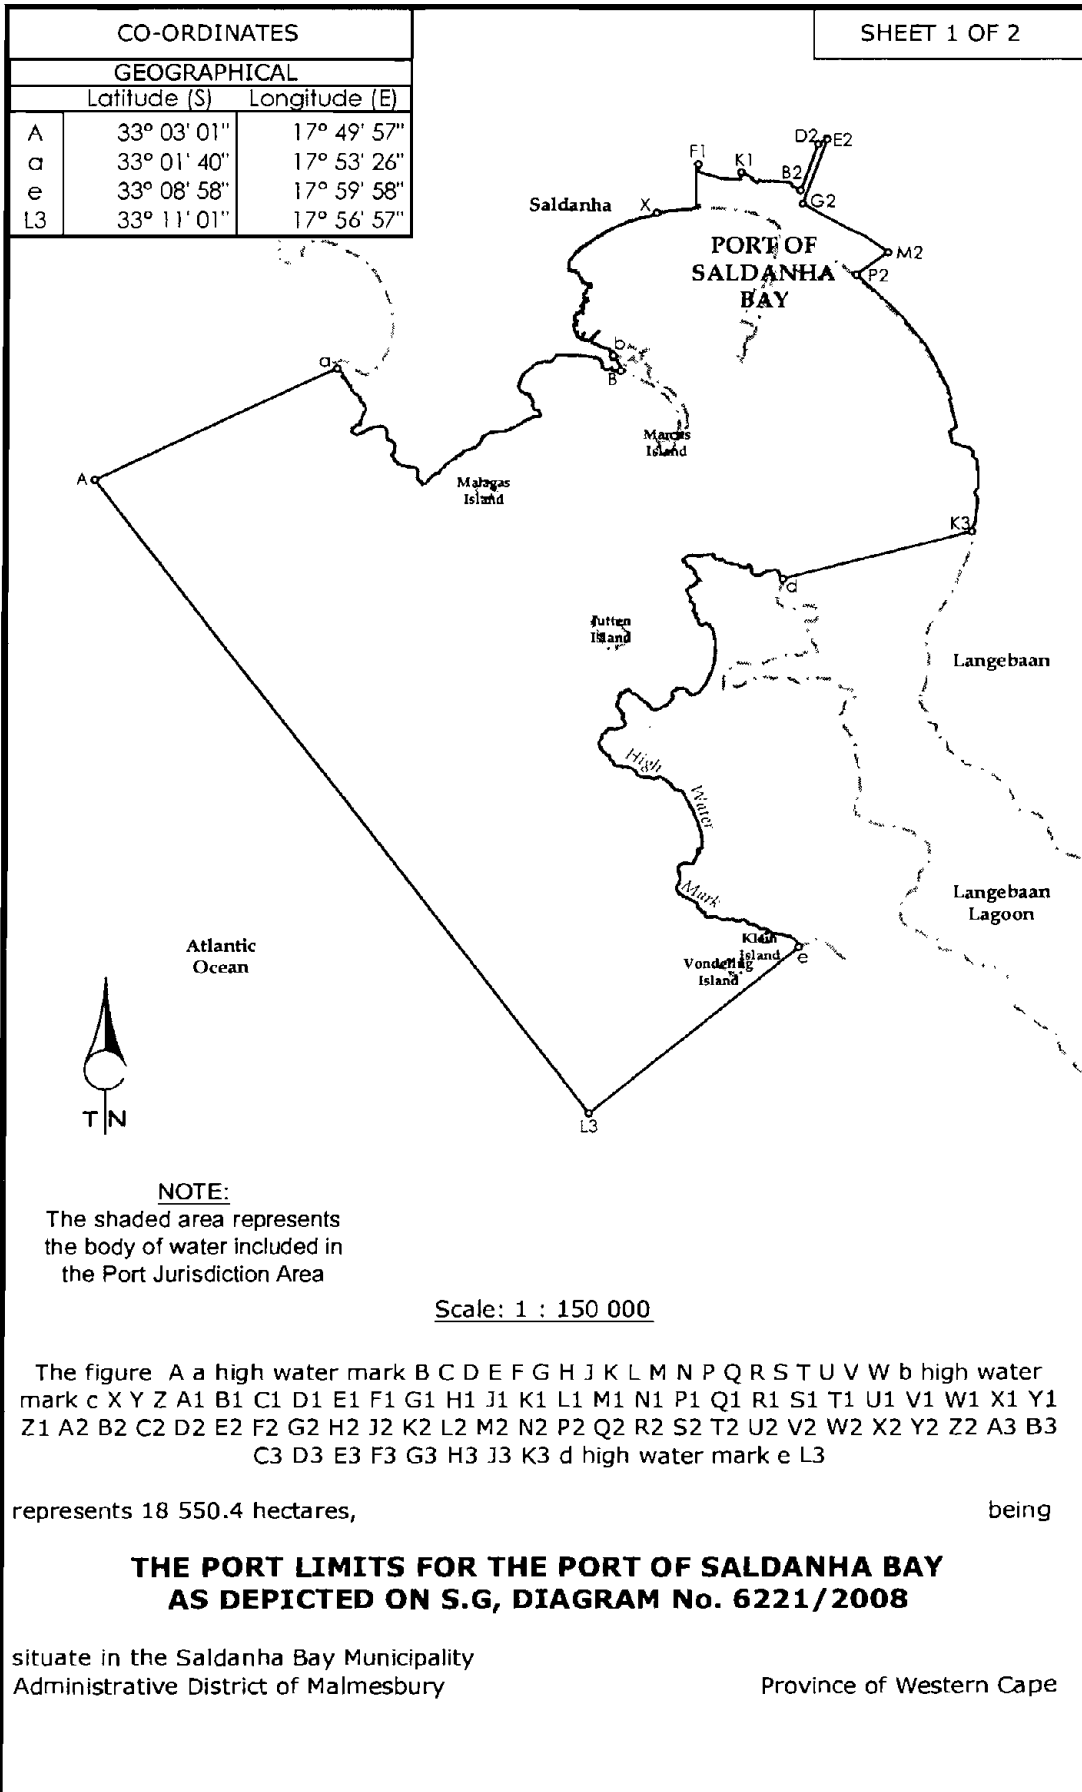 CO-ORDINATES
SHEET 1 OF 2
GEOGRAPHICAL
Latitude (S) Longitude (E)
A 33° 03' 01" 17° 49' 57"
a 33° 01' 40" 17° 53' 26"
e 33° 08' 58" 17° 59' 58"
L3 33° 11' 01" 17° 56' 57"
D2
E2
F1
K1
B2
G2
Saldanha
X
PORT OF
SALDANHA
BAY
M2
P2
b
B
a
A
Marcus
Island
Malagas
Island
K3
d
Jutten
Island
Langebaan
High
Water
Mark
Langebaan
Lagoon
Atlantic
Ocean
Klein
Island
e
Vondeling
Island
L3
T N
NOTE:
The shaded area represents
the body of water included in
the Port Jurisdiction Area
Scale: 1 : 150 000
The figure A a high water mark B C D E F G H J K L M N P Q R S T U V W b high water
mark c X Y Z A1 B1 C1 D1 E1 F1 G1 H1 J1 K1 L1 M1 N1 P1 Q1 R1 S1 T1 U1 V1 W1 X1 Y1
Z1 A2 B2 C2 D2 E2 F2 G2 H2 J2 K2 L2 M2 N2 P2 Q2 R2 S2 T2 U2 V2 W2 X2 Y2 Z2 A3 B3
C3 D3 E3 F3 G3 H3 J3 K3 d high water mark e L3
represents 18 550.4 hectares, being
THE PORT LIMITS FOR THE PORT OF SALDANHA BAY
AS DEPICTED ON S.G, DIAGRAM No. 6221/2008
situate in the Saldanha Bay Municipality
Administrative District of Malmesbury Province of Western Cape